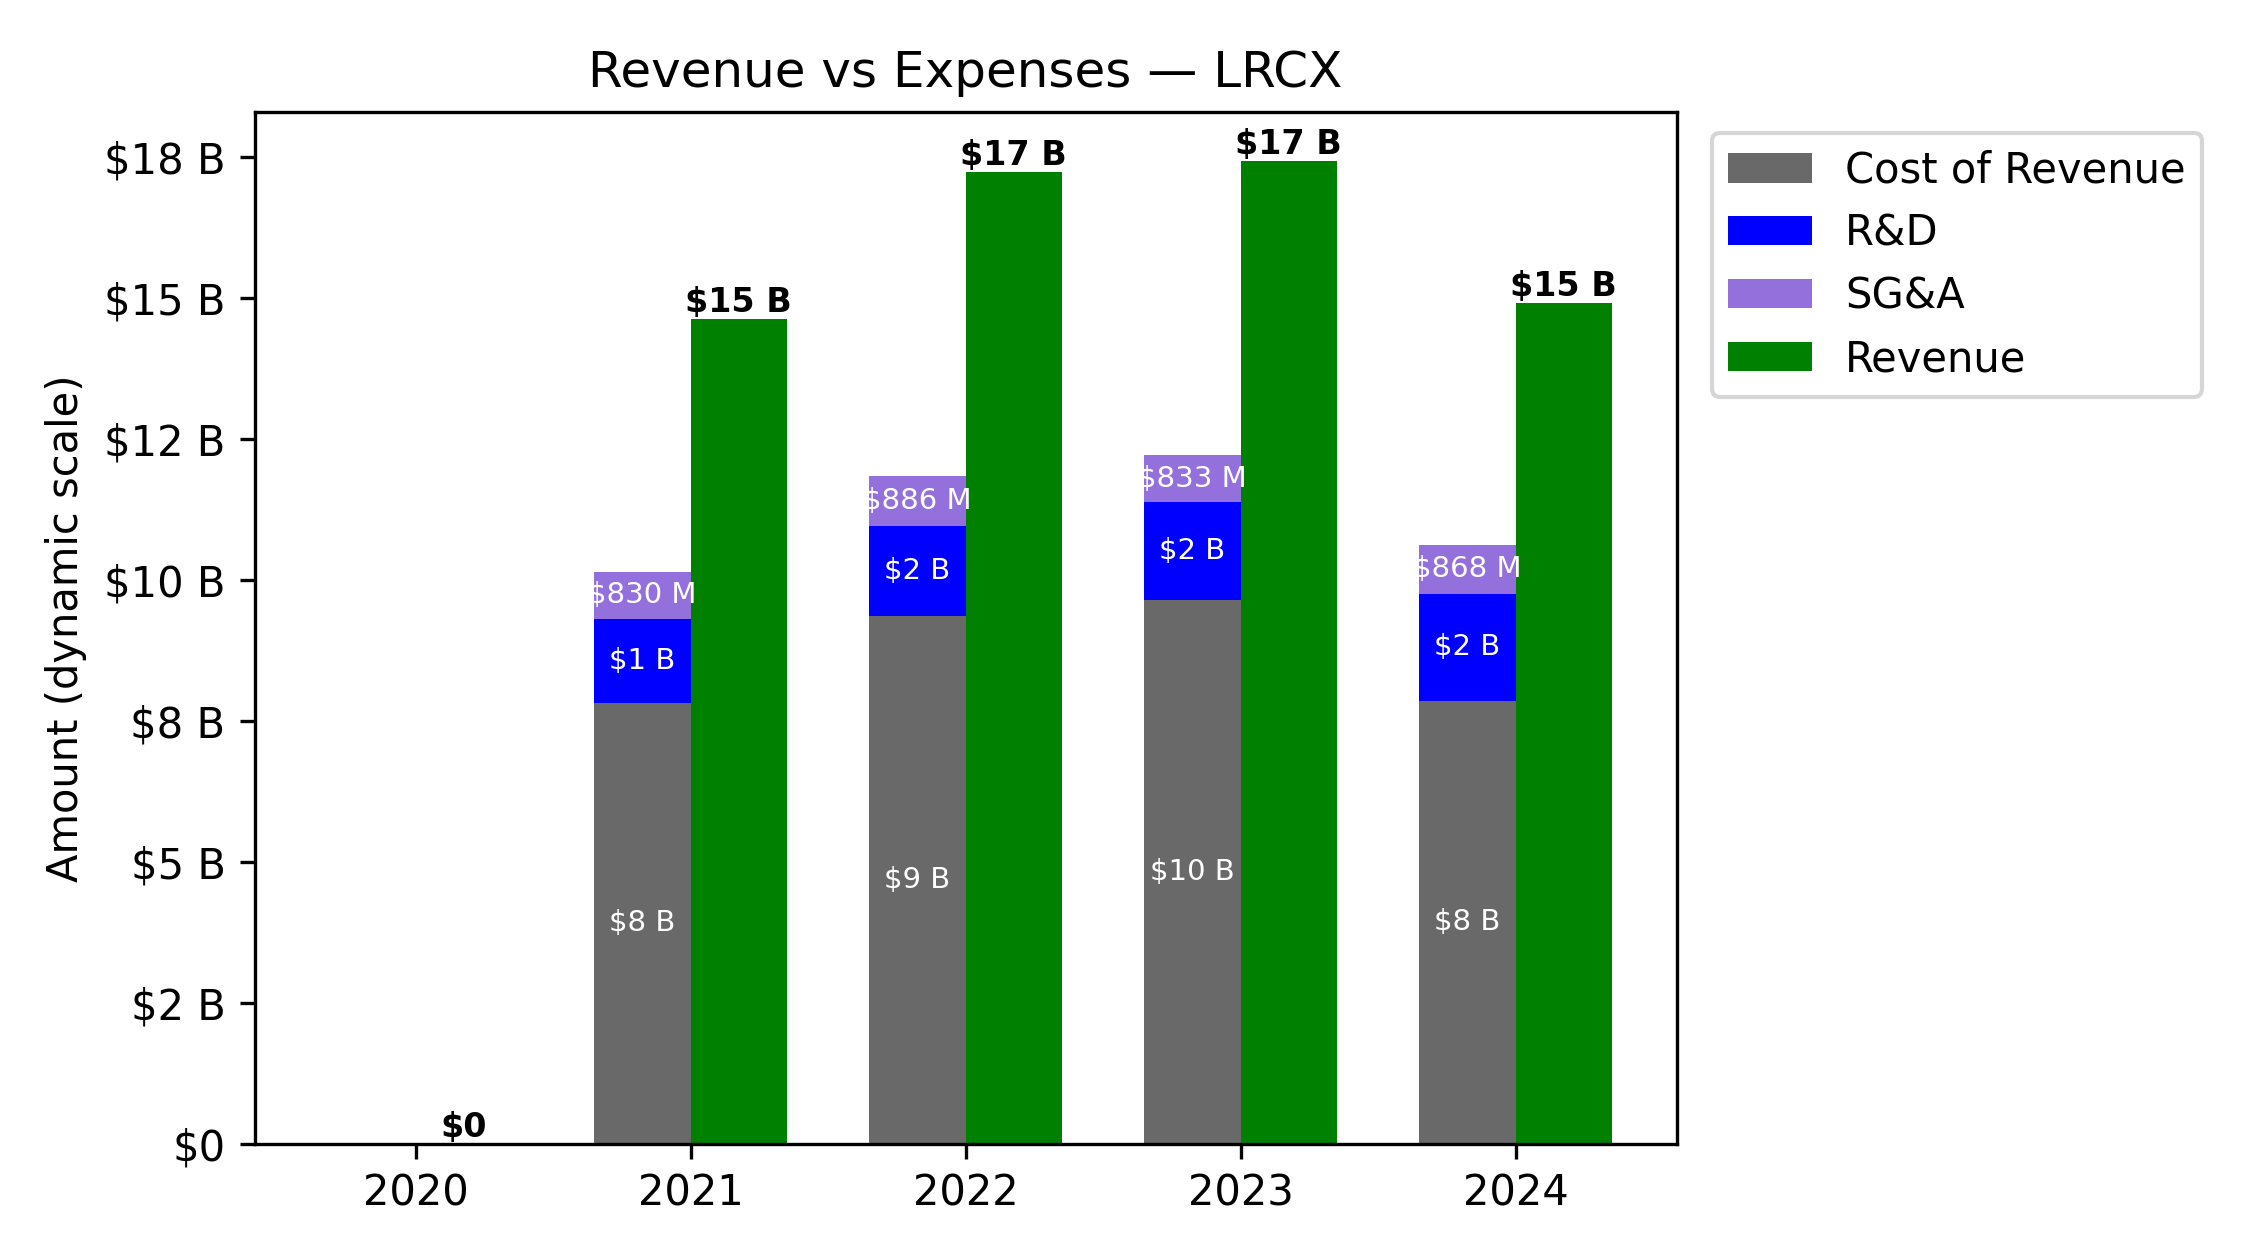 Revenue vs Expenses — LRCX
Amount (dynamic scale)
$18 B
$15 B
$12 B
$10 B
$8 B
$5 B
$2 B
$0
$0
$830 M
$1 B
$8 B
$15 B
$886 M
$2 B
$9 B
$17 B
$833 M
$2 B
$10 B
$17 B
$868 M
$2 B
$8 B
$15 B
2020
2021
2022
2023
2024
Cost of Revenue
R&D
SG&A
Revenue